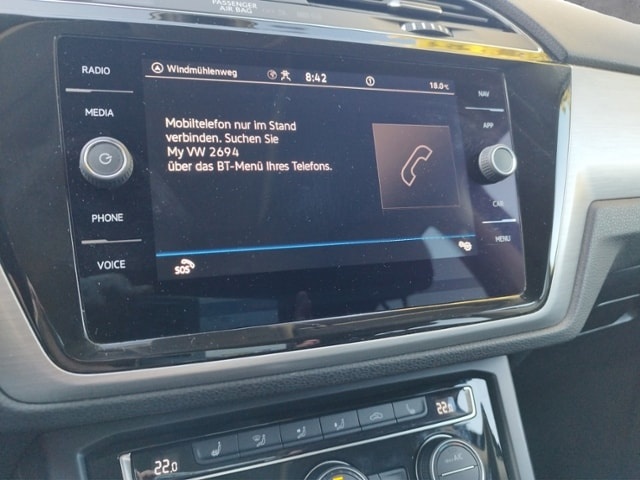 PASSENGER
AIR BAG
RADIO
MEDIA
PHONE
VOICE
Windmühlenweg 8:42 18.0°C
Mobiltelefon nur im Stand
verbinden. Suchen Sie
My VW 2694
über das BT-Menü Ihres Telefons.
SOS
NAV
APP
CAR
MENU
22.0
22.0
A/C